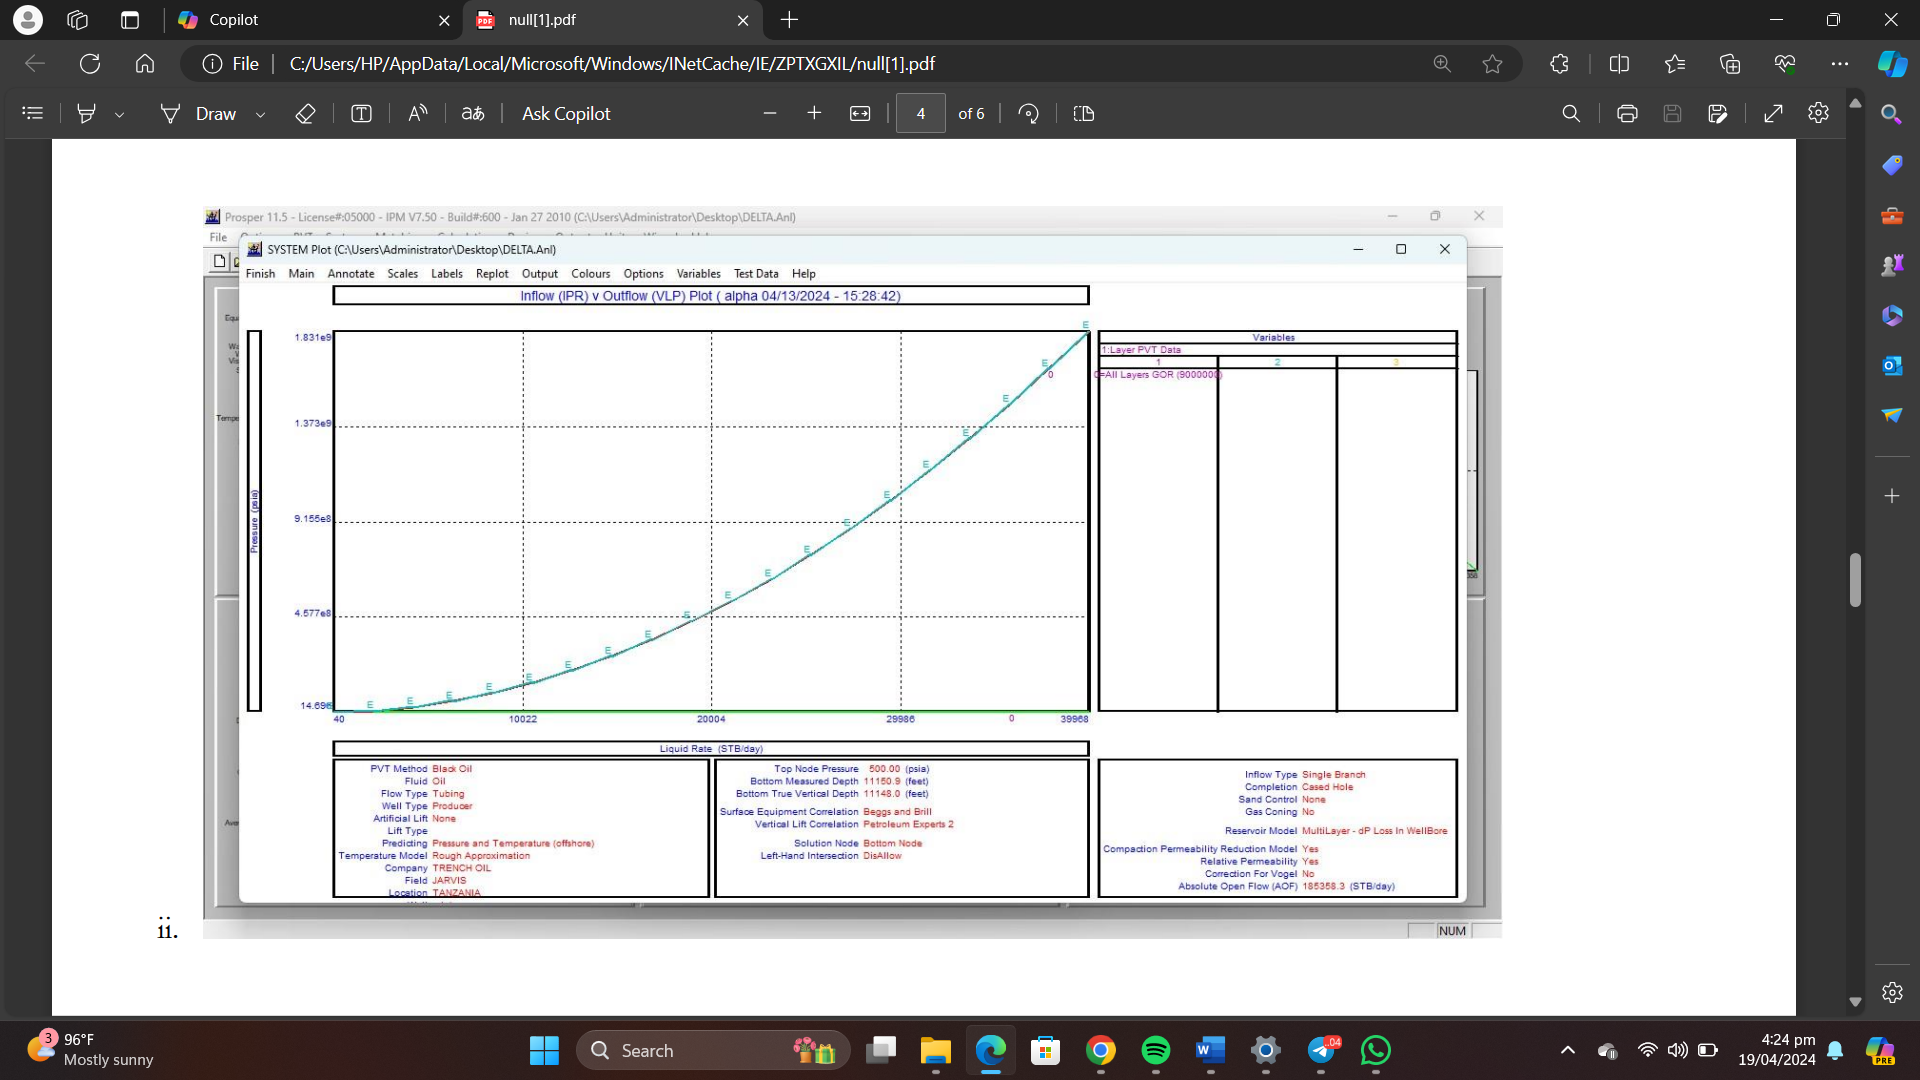 Copilot
null[1].pdf
File
C:/Users/HP/AppData/Local/Microsoft/Windows/INetCache/IE/ZPTXGXIL/null[1].pdf
Draw
A
aあ
Ask Copilot
4
of 6
Prosper 11.5 - License#:05000 - IPM V7.50 - Build#:600 - Jan 27 2010 (C:\Users\Administrator\Desktop\DELTA.Anl)
File
SYSTEM Plot (C:\Users\Administrator\Desktop\DELTA.Anl)
Finish Main Annotate Scales Labels Replot Output Colours Options Variables Test Data Help
Inflow (IPR) v Outflow (VLP) Plot ( alpha 04/13/2024 - 15:28:42)
Pressure (psia)
1.831e9
1.373e9
9.155e8
4.577e8
14.696
40
10022
20004
29986
0
39968
E E E E E E E E E E E E E E E E E E E
0
Liquid Rate (STB/day)
Variables
1:Layer PVT Data
1
2
3
0=All Layers GOR (9000000)
PVT Method Black Oil
Fluid Oil
Flow Type Tubing
Well Type Producer
Artificial Lift None
Lift Type
Predicting Pressure and Temperature (offshore)
Temperature Model Rough Approximation
Company TRENCH OIL
Field JARVIS
Location TANZANIA
Top Node Pressure 500.00 (psia)
Bottom Measured Depth 11150.9 (feet)
Bottom True Vertical Depth 11148.0 (feet)
Surface Equipment Correlation Beggs and Brill
Vertical Lift Correlation Petroleum Experts 2
Solution Node Bottom Node
Left-Hand Intersection DisAllow
Inflow Type Single Branch
Completion Cased Hole
Sand Control None
Gas Coning No
Reservoir Model MultiLayer - dP Loss In WellBore
Compaction Permeability Reduction Model Yes
Relative Permeability Yes
Correction For Vogel No
Absolute Open Flow (AOF) 185358.3 (STB/day)
ii.
NUM
3
96°F
Mostly sunny
Search
.04
4:24 pm
19/04/2024
PRE